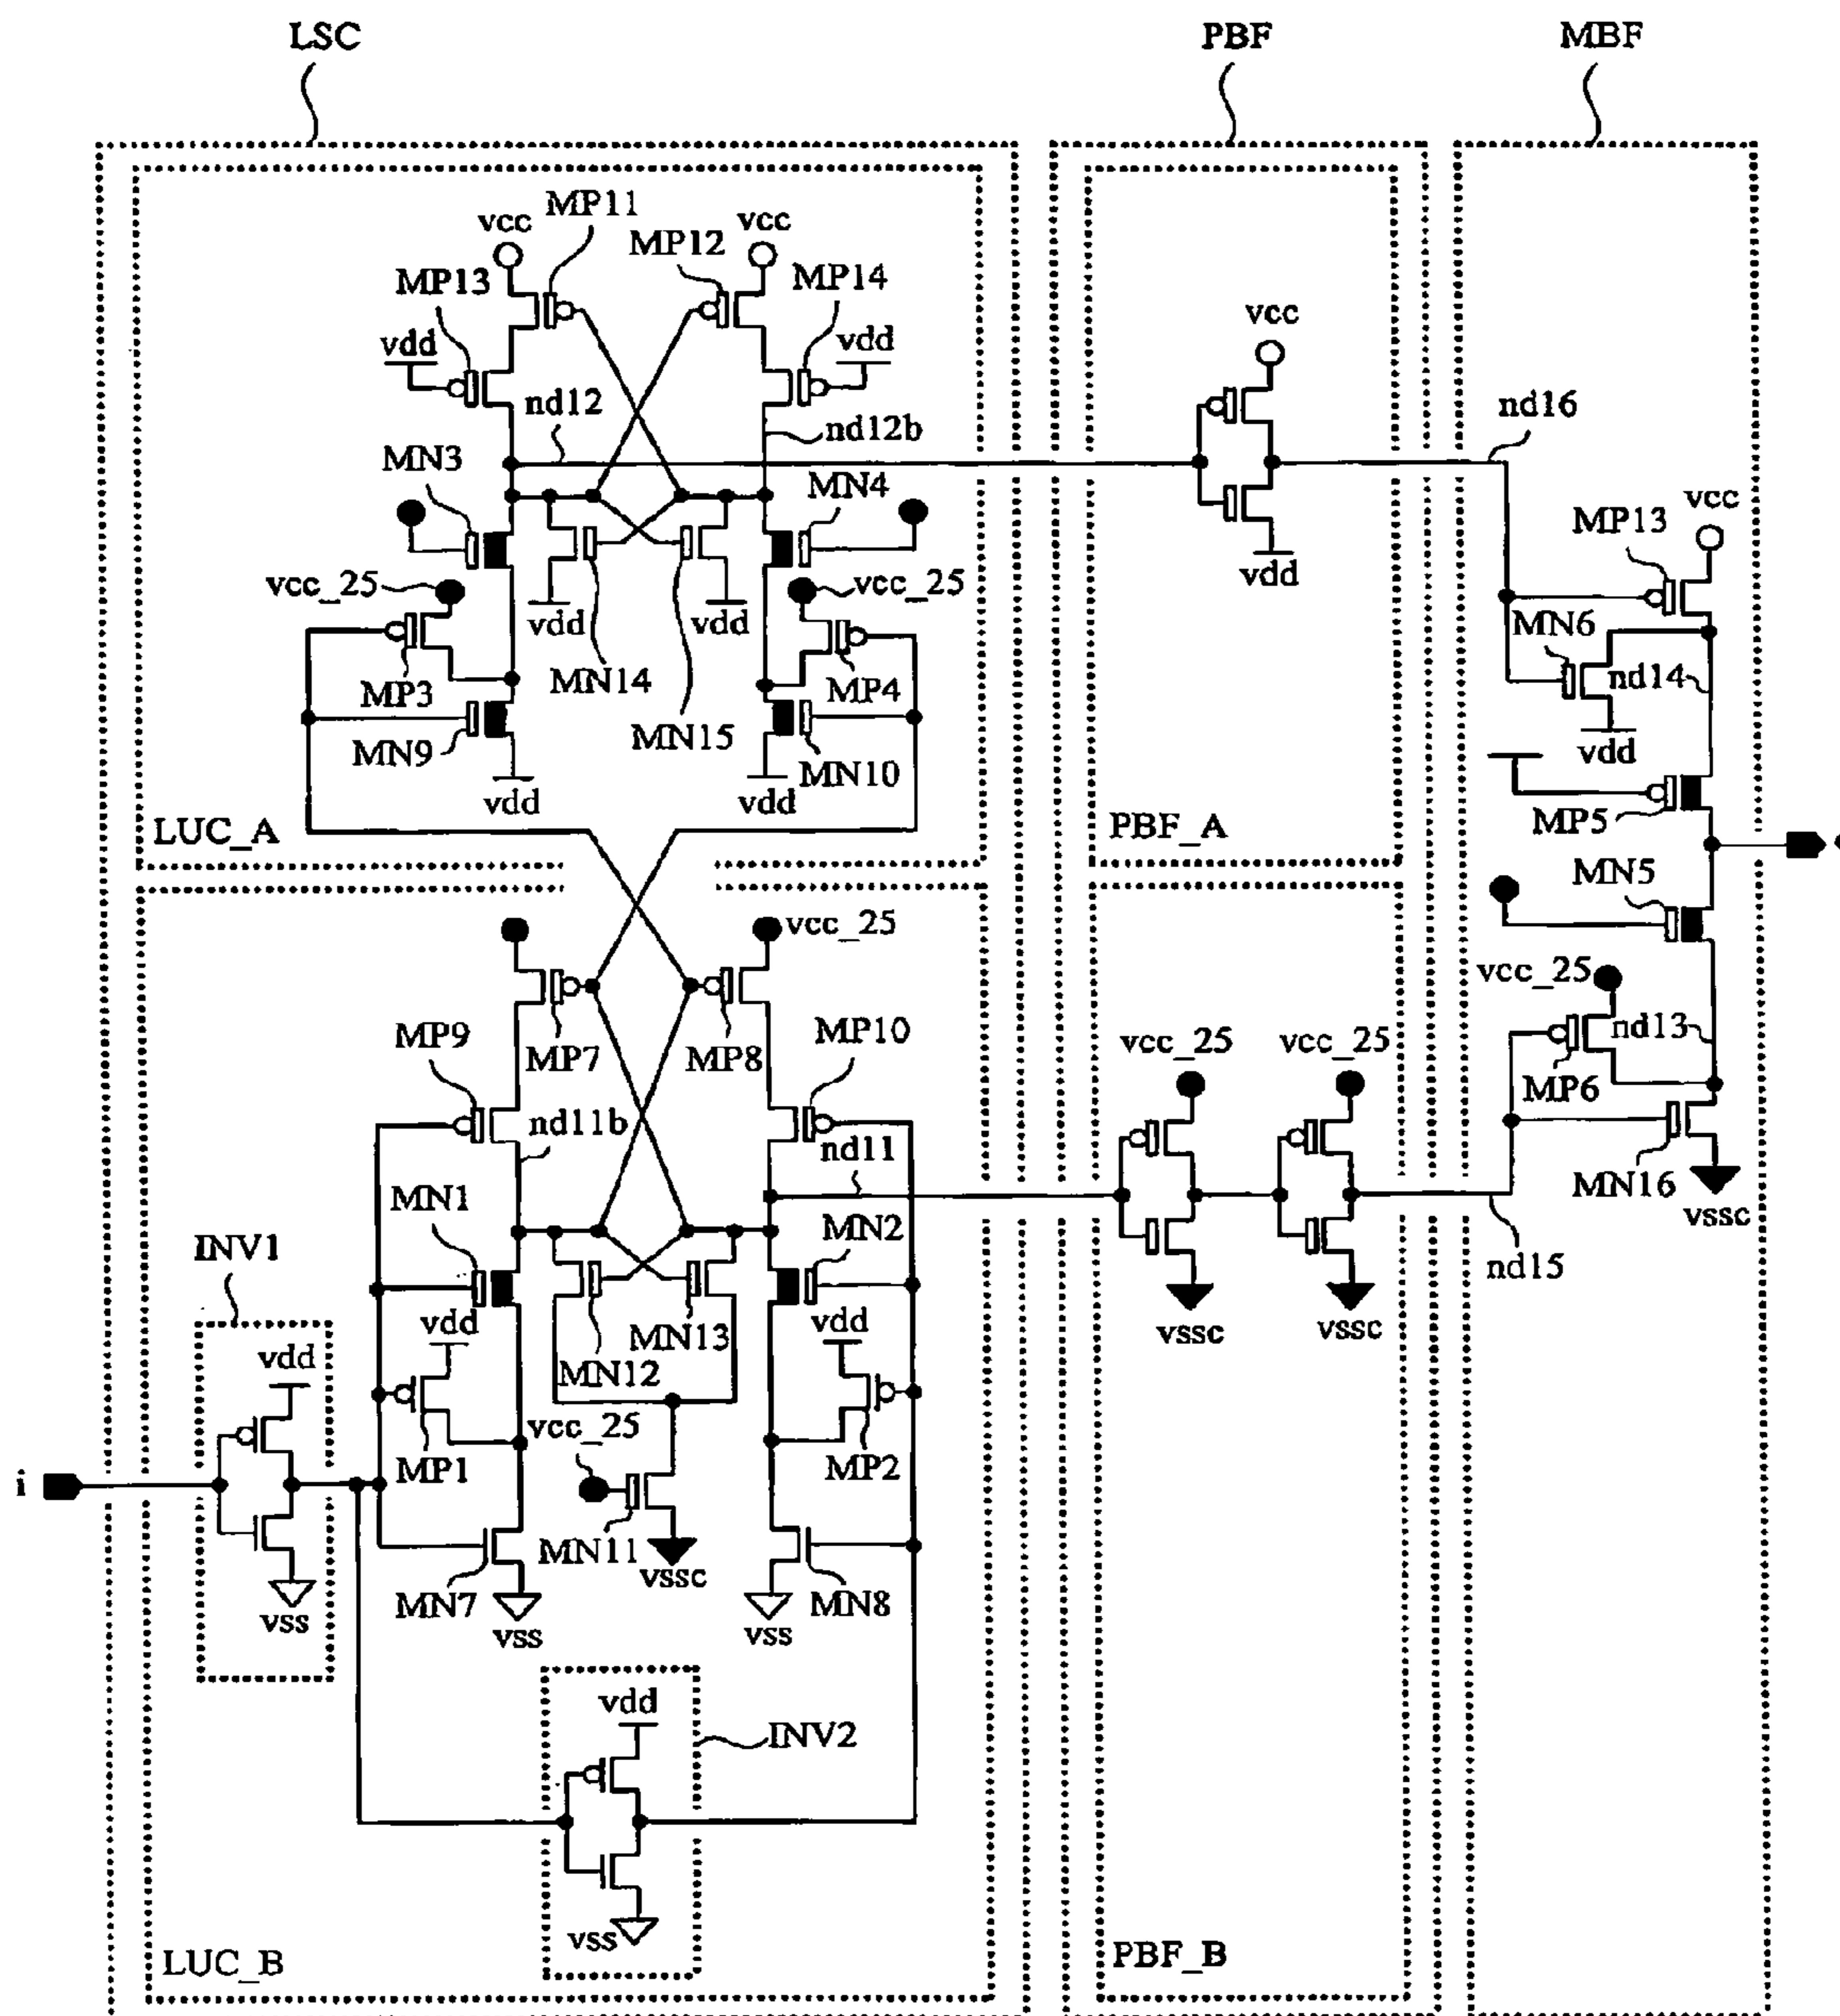 LSC
PBF
MBF
MP11
vcc
MP12
vcc
MP13
MP14
vdd
vdd
vcc
nd12
nd12b
nd16
MN3
MN4
vcc
MP13
vcc_25
vcc_25
vdd
vdd
vdd
MN6
MP3
MN14
MP4
nd14
MN9
MN15
MN10
vdd
vdd
vdd
LUC_A
PBF_A
MP5
MN5
vcc_25
vcc_25
MP9
MP7
MP8
MP10
vcc_25
vcc_25
nd13
MP6
nd11b
nd11
MN1
MN2
MN16
vssc
INV1
nd15
vdd
MN13
vdd
vssc
vssc
vdd
MN12
vcc_25
MP1
MP2
i
MN11
vssc
MN7
MN8
vss
vss
vss
vdd
INV2
vss
LUC_B
PBF_B